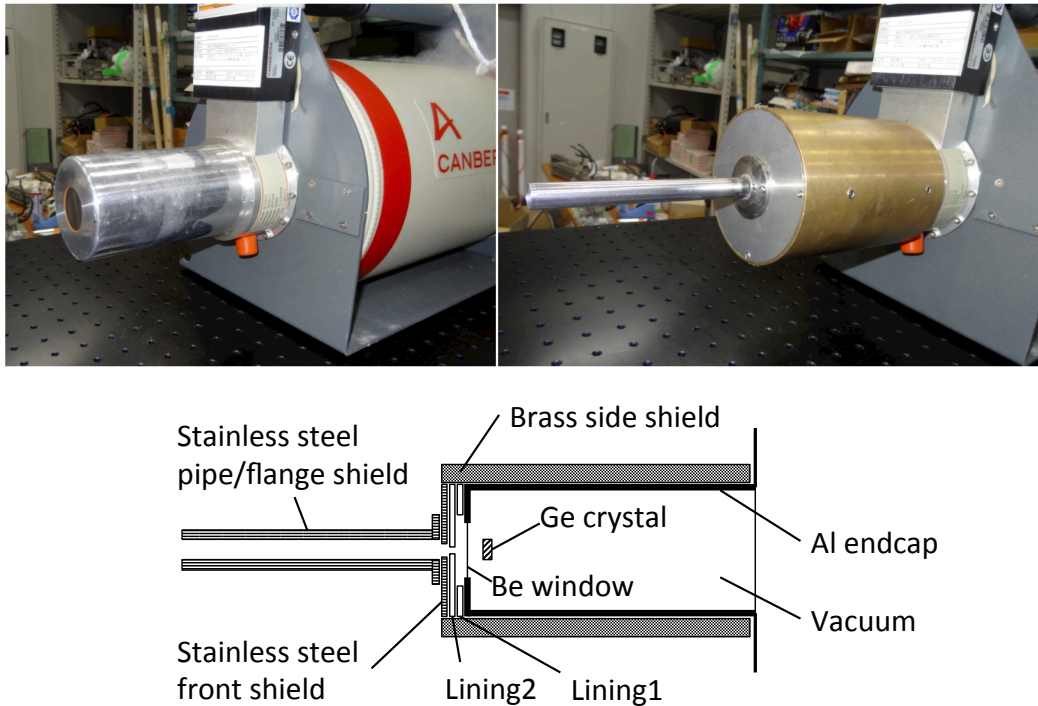 CANBER
Brass side shield
Stainless steel
pipe/flange shield
Ge crystal
Al endcap
Be window
Vacuum
Stainless steel
front shield
Lining2
Lining1